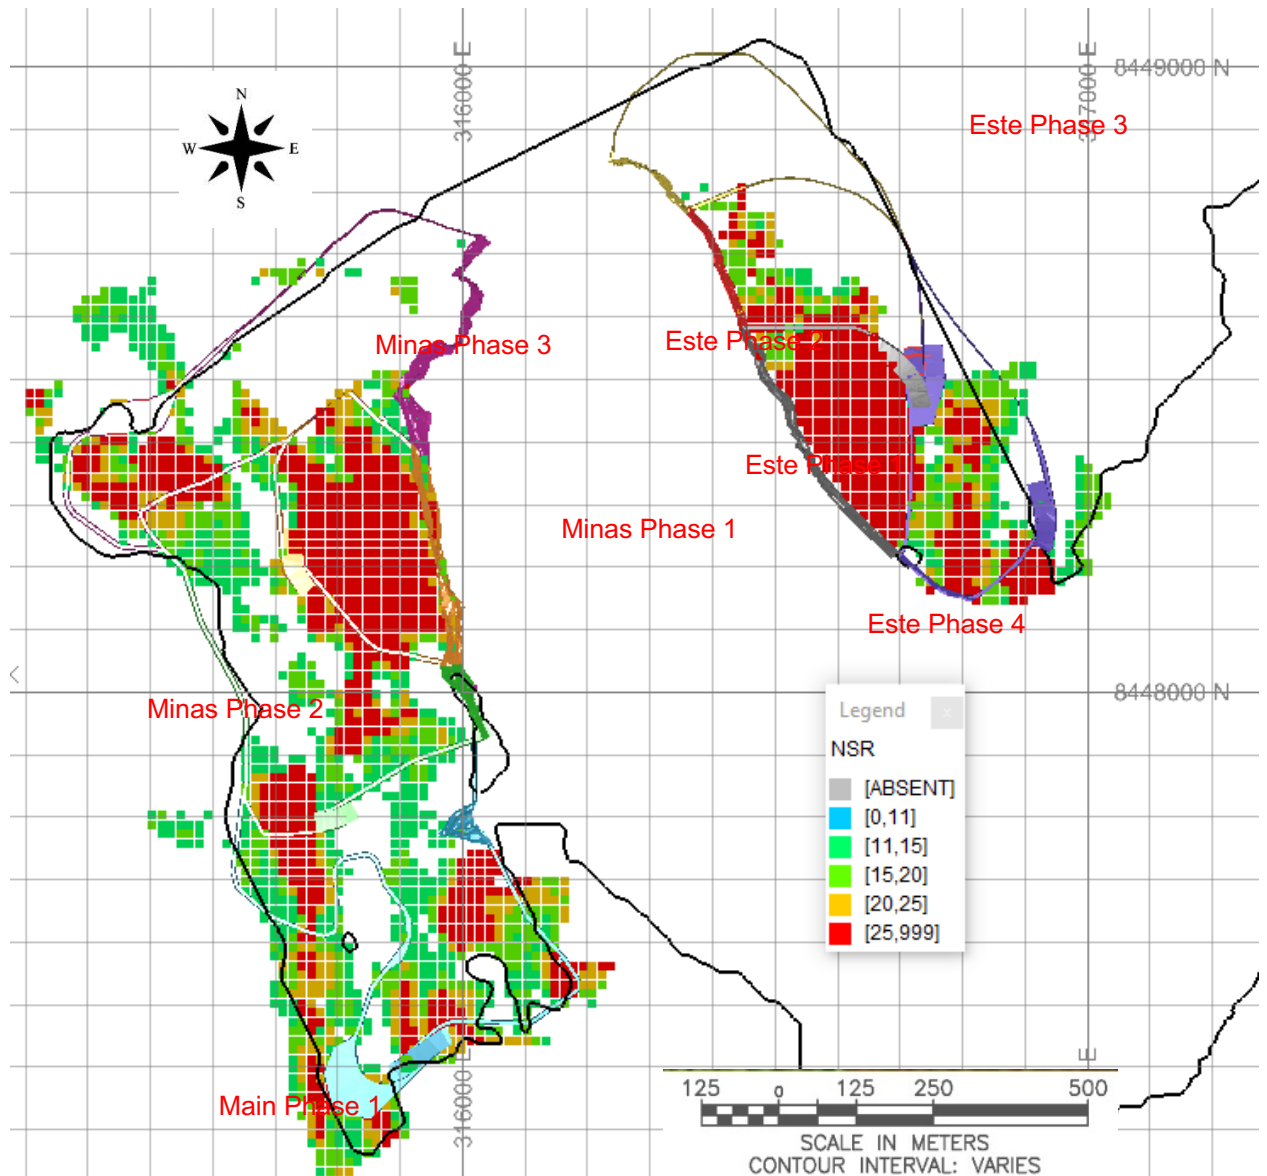 316000 E
317000 E
8449000 N
N
W E
S
Este Phase 3
Minas Phase 3
Este Phase 2
Este Phase 1
Minas Phase 1
Este Phase 4
Minas Phase 2
8448000 N
Legend
x
NSR
[ABSENT]
[0,11]
[11,15]
[15,20]
[20,25]
[25,999]
Main Phase 1
316000 E
E
125 0 125 250 500
SCALE IN METERS
CONTOUR INTERVAL: VARIES